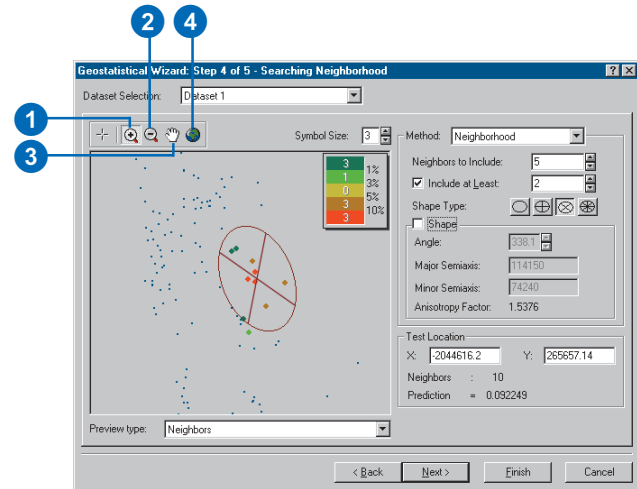 2
4
1
3
Geostatistical Wizard: Step 4 of 5 - Searching Neighborhood
Dataset Selection: Dataset 1
Symbol Size: 3
3
1
0
3
3
1%
3%
5%
10%
Method: Neighborhood
Neighbors to Include: 5
Include at Least: 2
Shape Type:
Shape
Angle: 338.1
Major Semiaxis: 114150
Minor Semiaxis: 74240
Anisotropy Factor: 1.5376
Test Location
X: -2044616.2 Y: 265657.14
Neighbors : 10
Prediction = 0.092249
Preview type: Neighbors
< Back Next > Finish Cancel